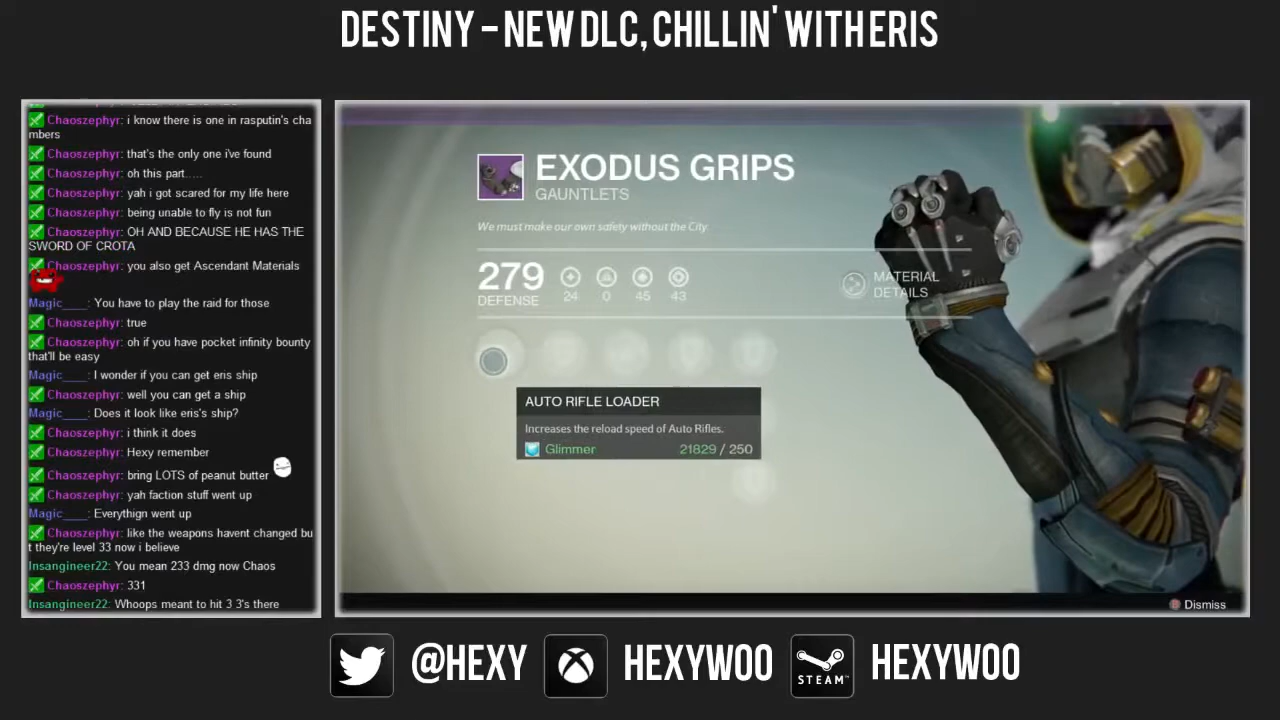 DESTINY - NEW DLC, CHILLIN' WITH ERIS
Chaoszephyr: i know there is one in rasputin's cha
mbers
Chaoszephyr: that's the only one i've found
Chaoszephyr: oh this part.....
Chaoszephyr: yah i got scared for my life here
Chaoszephyr: being unable to fly is not fun
Chaoszephyr: OH AND BECAUSE HE HAS THE
SWORD OF CROTA
Chaoszephyr: you also get Ascendant Materials
Magic____: You have to play the raid for those
Chaoszephyr: true
Chaoszephyr: oh if you have pocket infinity bounty
that'll be easy
Magic____: I wonder if you can get eris ship
Chaoszephyr: well you can get a ship
Magic____: Does it look like eris's ship?
Chaoszephyr: i think it does
Chaoszephyr: Hexy remember
Chaoszephyr: bring LOTS of peanut butter
Chaoszephyr: yah faction stuff went up
Magic____: Everythign went up
Chaoszephyr: like the weapons havent changed bu
t they're level 33 now i believe
Insangineer22: You mean 233 dmg now Chaos
Chaoszephyr: 331
Insangineer22: Whoops meant to hit 3 3's there
EXODUS GRIPS
GAUNTLETS
We must make our own safety without the City.
279
DEFENSE
24 0 45 43
MATERIAL
DETAILS
AUTO RIFLE LOADER
Increases the reload speed of Auto Rifles.
Glimmer 21829 / 250
B Dismiss
@HEXY HEXYWOO STEAM™ HEXYWOO